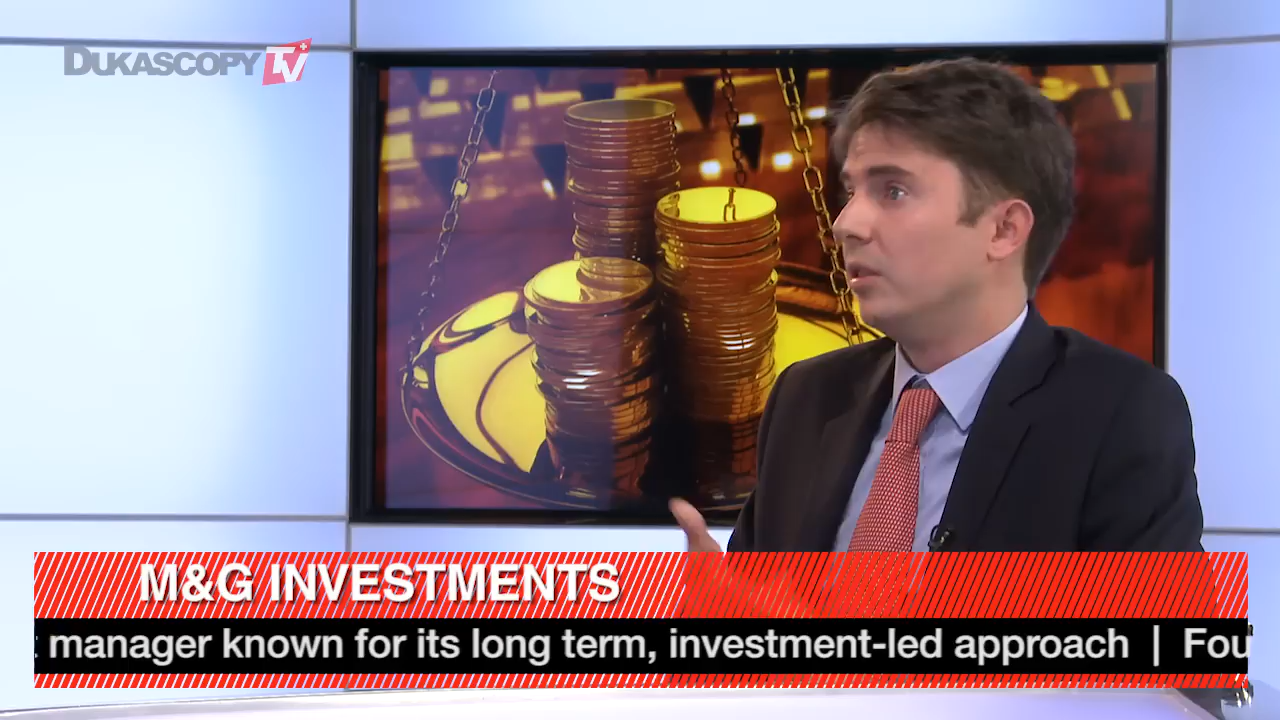 DUKASCOPY TV
M&G INVESTMENTS
manager known for its long term, investment-led approach | Fou